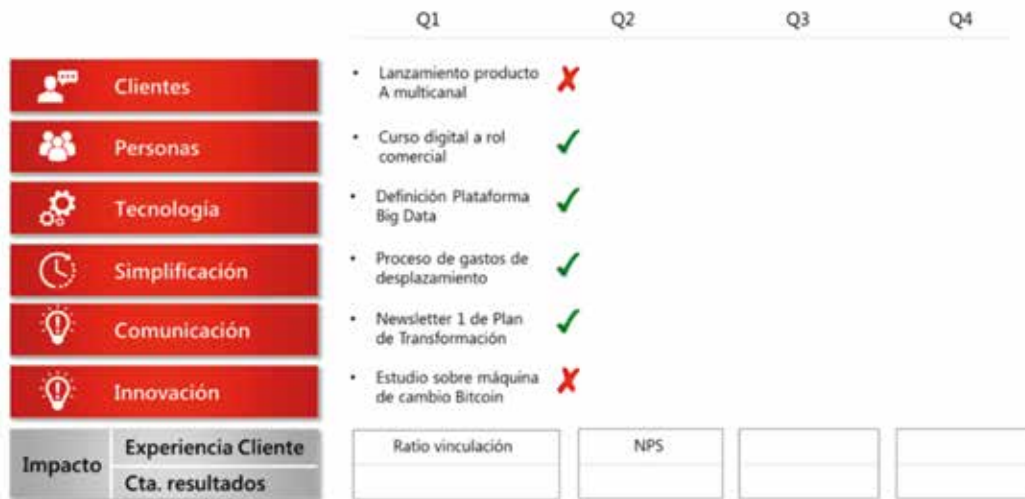 Q1 Q2 Q3 Q4
Clientes
• Lanzamiento producto
A multicanal
Personas
• Curso digital a rol
comercial
Tecnología
• Definición Plataforma
Big Data
Simplificación
• Proceso de gastos de
desplazamiento
Comunicación
• Newsletter 1 de Plan
de Transformación
Innovación
• Estudio sobre máquina
de cambio Bitcoin
Impacto
Experiencia Cliente
Ratio vinculación
NPS
Cta. resultados